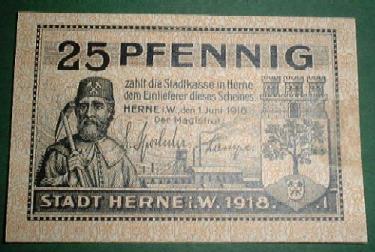 25 PFENNIG
zahlt die Stadtkasse in Herne
dem Einlieferer dieses Scheines
HERNE i.W., den 1. Juni 1918.
Der Magistrat
STADT HERNE i.W. 1918.